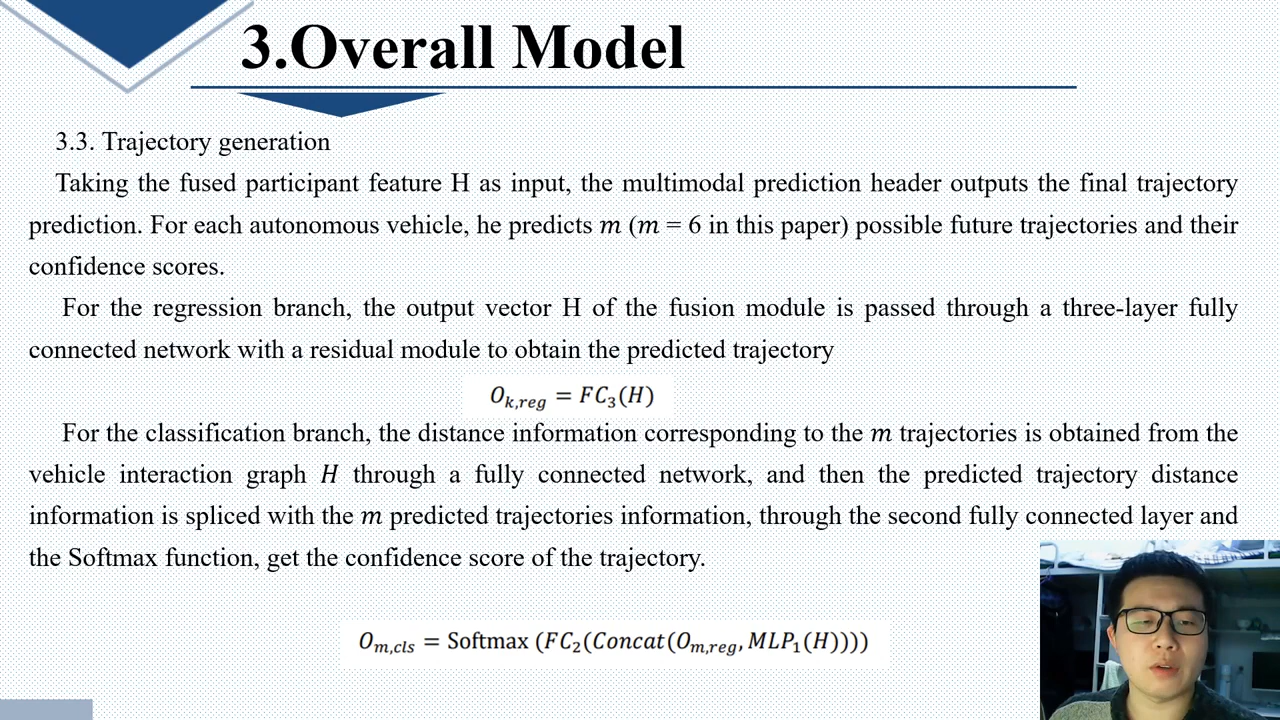 3.Overall Model
3.3. Trajectory generation
Taking the fused participant feature H as input, the multimodal prediction header outputs the final trajectory
prediction. For each autonomous vehicle, he predicts m (m = 6 in this paper) possible future trajectories and their
confidence scores.
For the regression branch, the output vector H of the fusion module is passed through a three-layer fully
connected network with a residual module to obtain the predicted trajectory
O_{k,reg} = FC_3(H)
For the classification branch, the distance information corresponding to the m trajectories is obtained from the
vehicle interaction graph H through a fully connected network, and then the predicted trajectory distance
information is spliced with the m predicted trajectories information, through the second fully connected layer and
the Softmax function, get the confidence score of the trajectory.
O_{m,cls} = Softmax (FC_2(Concat(O_{m,reg}, MLP_1(H))))